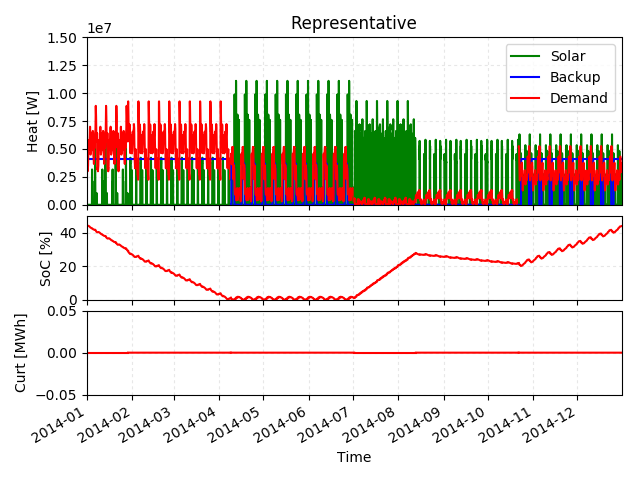 Representative
1e7
1.50
1.25
1.00
0.75
0.50
0.25
0.00
Heat [W]
Solar
Backup
Demand
40
20
0
SoC [%]
0.05
0.00
−0.05
Curt [MWh]
2014-01
2014-02
2014-03
2014-04
2014-05
2014-06
2014-07
2014-08
2014-09
2014-10
2014-11
2014-12
Time